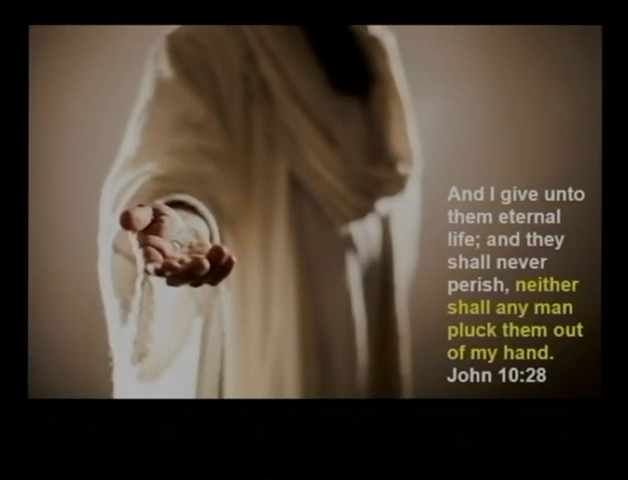 And I give unto
them eternal
life; and they
shall never
perish, neither
shall any man
pluck them out
of my hand.
John 10:28